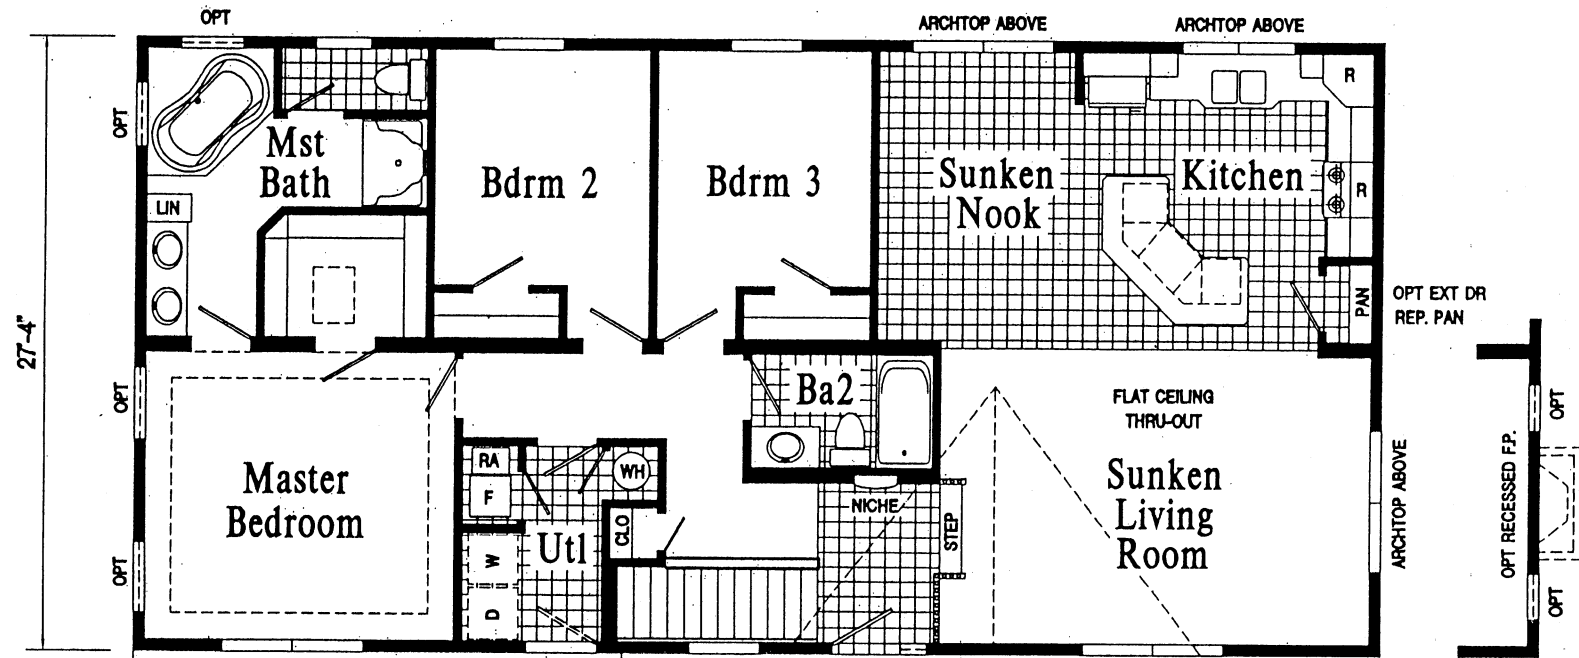 OPT
ARCHTOP ABOVE
ARCHTOP ABOVE
OPT
Mst
Bath
LIN
Bdrm 2
Bdrm 3
Sunken
Nook
Kitchen
R
R
PAN
OPT EXT DR
REP. PAN
27'-4"
OPT
OPT
Master
Bedroom
RA
F
W
D
Utl
WH
CLO
Ba2
NICHE
STEP
FLAT CEILING
THRU-OUT
Sunken
Living
Room
ARCHTOP ABOVE
OPT RECESSED F.P.
OPT
OPT